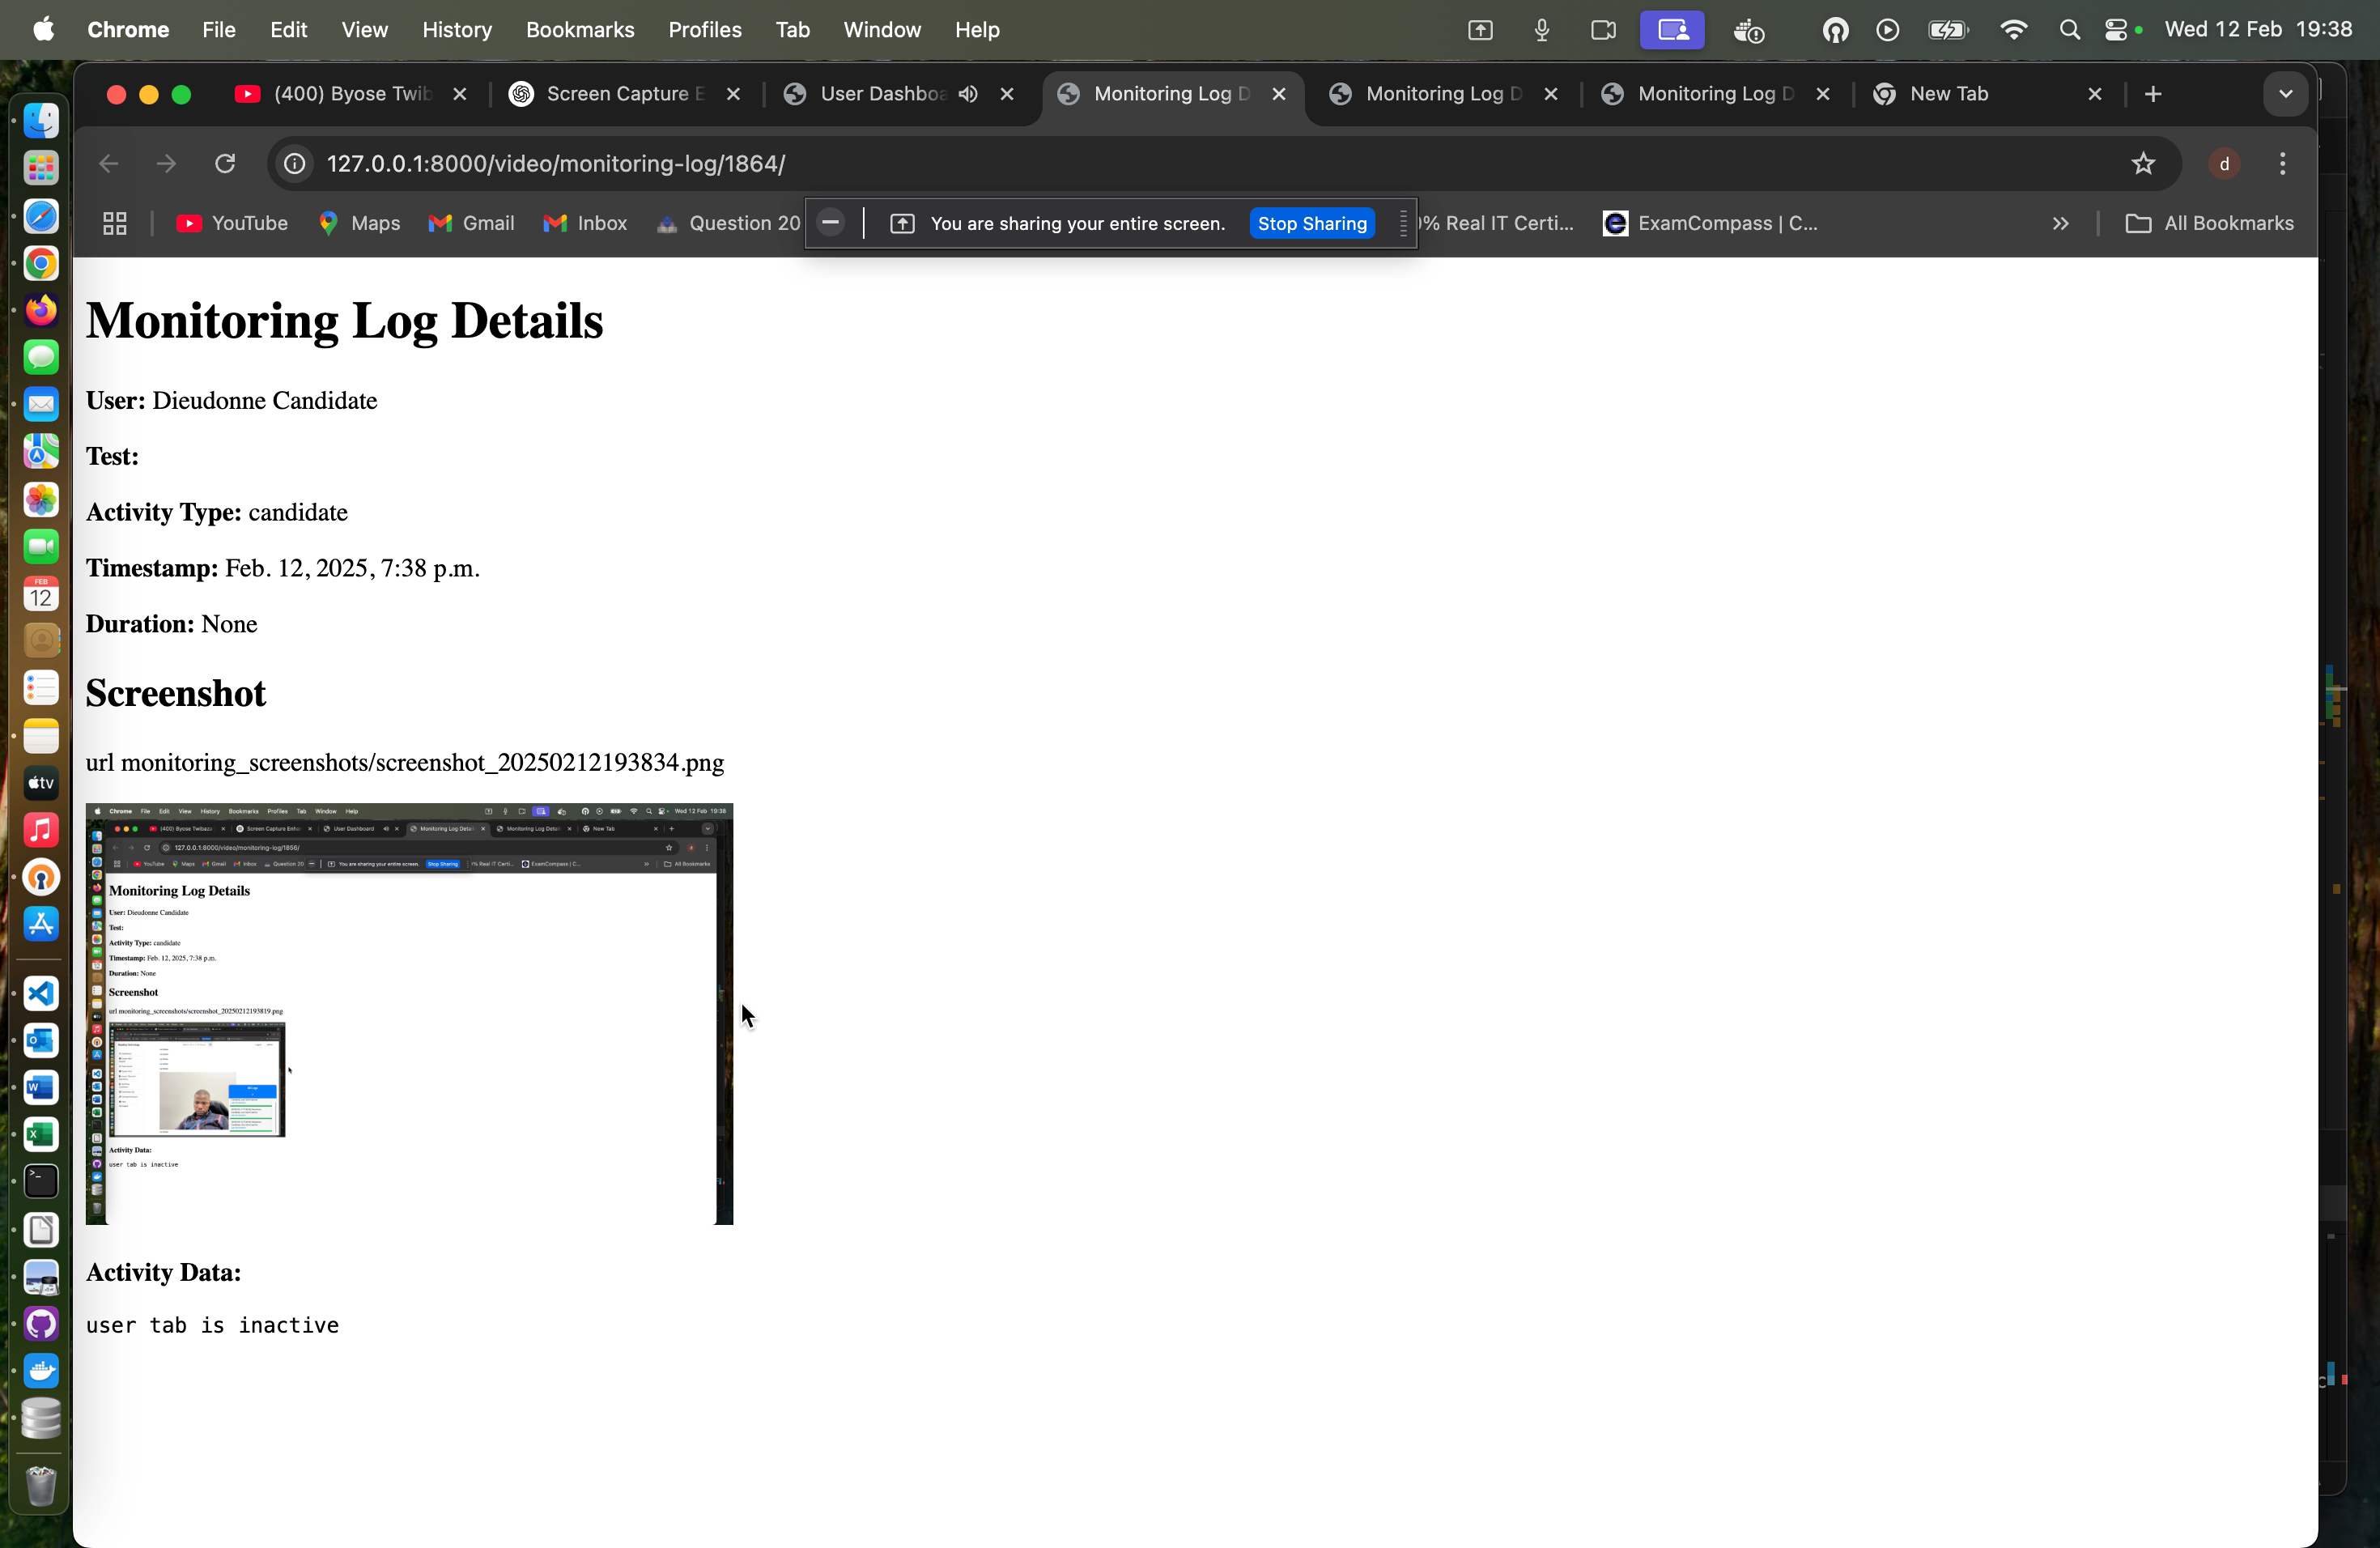 Chrome File Edit View History Bookmarks Profiles Tab Window Help Wed 12 Feb 19:38
(400) Byose Twib Screen Capture E User Dashboa Monitoring Log D Monitoring Log D Monitoring Log D New Tab
127.0.0.1:8000/video/monitoring-log/1864/ d
YouTube Maps Gmail Inbox Question 20 You are sharing your entire screen. Stop Sharing % Real IT Certi... ExamCompass | C... All Bookmarks
Monitoring Log Details
User: Dieudonne Candidate
Test:
Activity Type: candidate
Timestamp: Feb. 12, 2025, 7:38 p.m.
FEB
12
Duration: None
Screenshot
url monitoring_screenshots/screenshot_20250212193834.png
tv
Chrome File Edit View History Bookmarks Profiles Tab Window Help Wed 12 Feb 19:38
(400) Byose Twibaza Screen Capture Enha User Dashboard Monitoring Log Detai Monitoring Log Detai New Tab
127.0.0.1:8000/video/monitoring-log/1856/
YouTube Maps Gmail Inbox Question 20 You are sharing your entire screen. Stop Sharing % Real IT Certi... ExamCompass | C... All Bookmarks
Monitoring Log Details
User: Dieudonne Candidate
Test:
Activity Type: candidate
Timestamp: Feb. 12, 2025, 7:38 p.m.
Duration: None
Screenshot
url monitoring_screenshots/screenshot_20250212193819.png
Activity Data:
user tab is inactive
Activity Data:
user tab is inactive